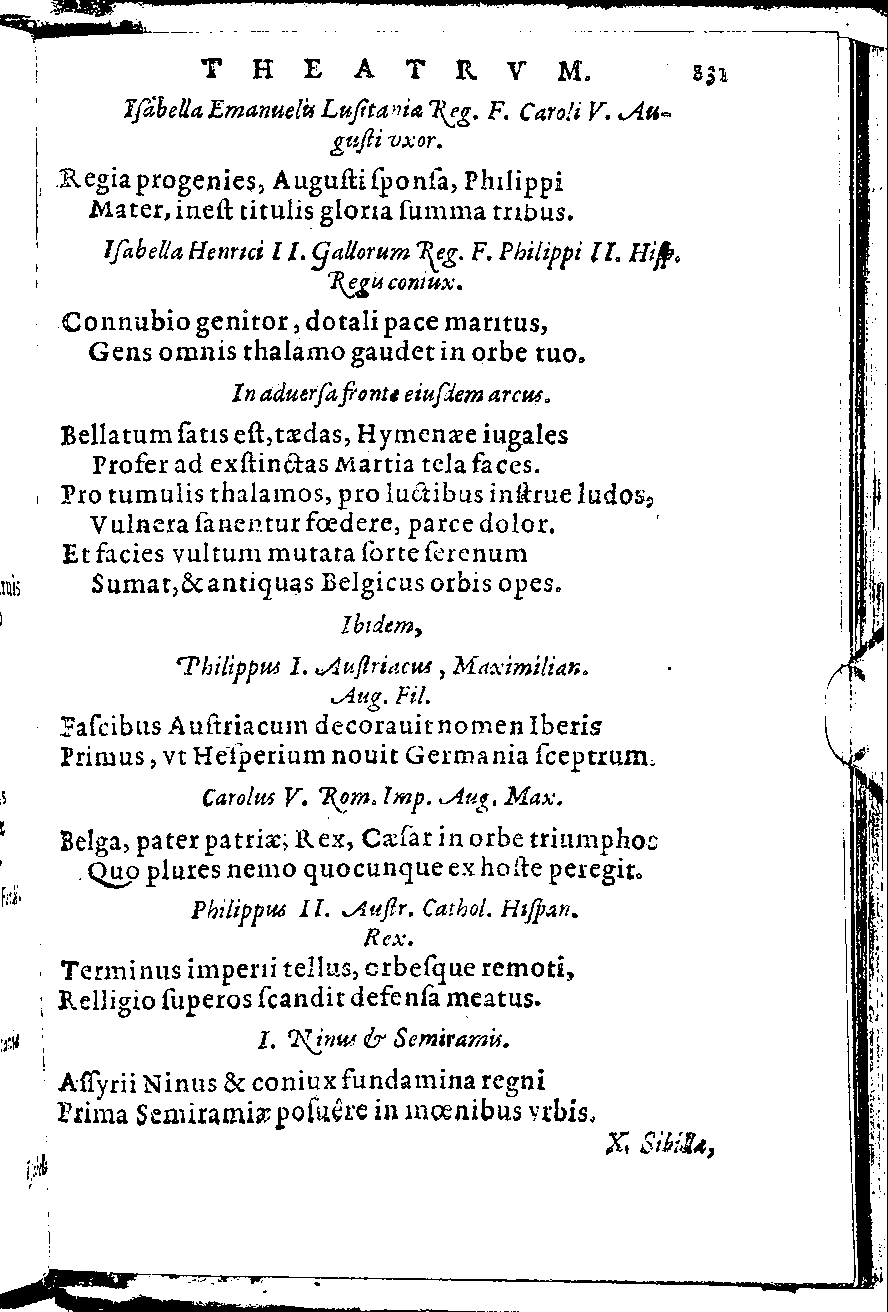 THEATRVM. 831
Iſabella Emanuelis Luſitaniæ Reg. F. Caroli V. Au-
guſti vxor.
Regia progenies, Auguſti ſponſa, Philippi
Mater, ineſt titulis gloria ſumma tribus.
Iſabella Henrici II. Gallorum Reg. F. Philippi II. Hiſp.
Regis coniux.
Connubio genitor, dotali pace maritus,
Gens omnis thalamo gaudet in orbe tuo.
In aduerſa fronte eiuſdem arcus.
Bellatum ſatis eſt, tædas, Hymenæe iugales
Profer ad exſtinctas Martia tela faces.
Pro tumulis thalamos, pro luctibus inſtrue ludos,
Vulnera ſanentur fœdere, parce dolor.
Et facies vultum mutata ſorte ſerenum
Sumat, & antiquas Belgicus orbis opes.
Ibidem,
Philippus I. Auſtriacus, Maximilian.
Aug. Fil.
Faſcibus Auſtriacum decorauit nomen Iberis
Primus, vt Heſperium nouit Germania ſceptrum.
Carolus V. Rom. Imp. Aug. Max.
Belga, pater patriæ; Rex, Cæſar in orbe triumphos
Quo plures nemo quocunque ex hoſte peregit.
Philippus II. Auſtr. Cathol. Hiſpan.
Rex.
Terminus imperii tellus, orbeſque remoti,
Relligio ſuperos ſcandit defenſa meatus.
I. Ninus & Semiramis.
Aſſyrii Ninus & coniux fundamina regni
Prima Semiramiæ poſuêre in mœnibus vrbis.
X. Sibilla,